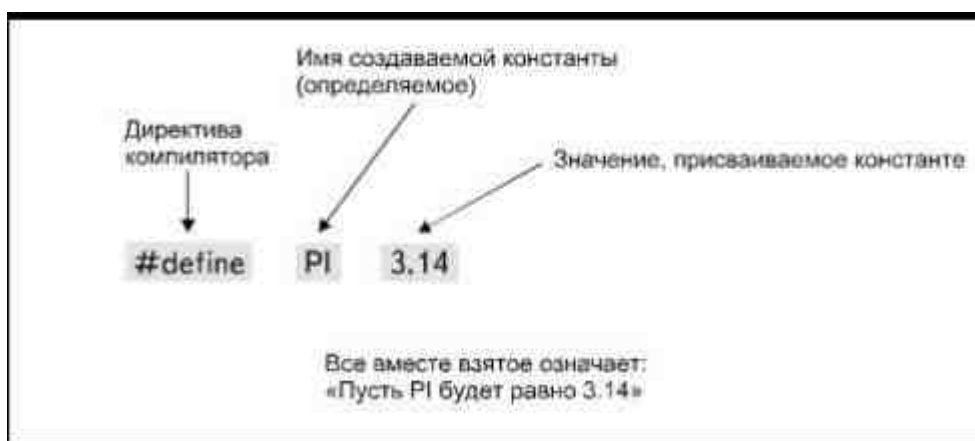 Имя создаваемой константы
(определяемое)
Директива
компилятора
Значение, присваиваемое константе
#define PI 3.14
Все вместе взятое означает:
«Пусть PI будет равно 3.14»